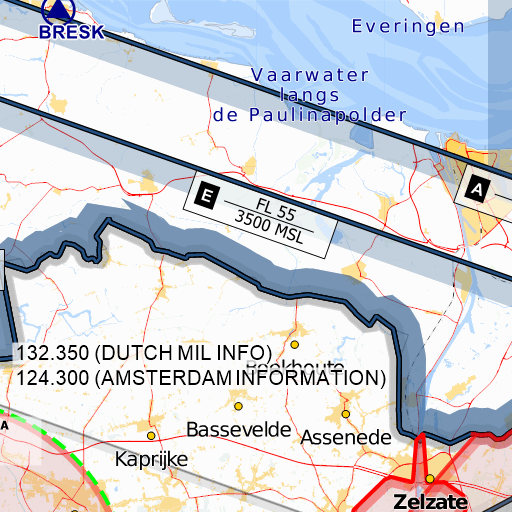 BRESK
Everingen
Vaarwater
langs
de Paulinapolder
A
E
FL 55
3500 MSL
132.350 (DUTCH MIL INFO)
124.300 (AMSTERDAM INFORMATION)
Bassevelde
Assenede
A
Kaprijke
Zelzate